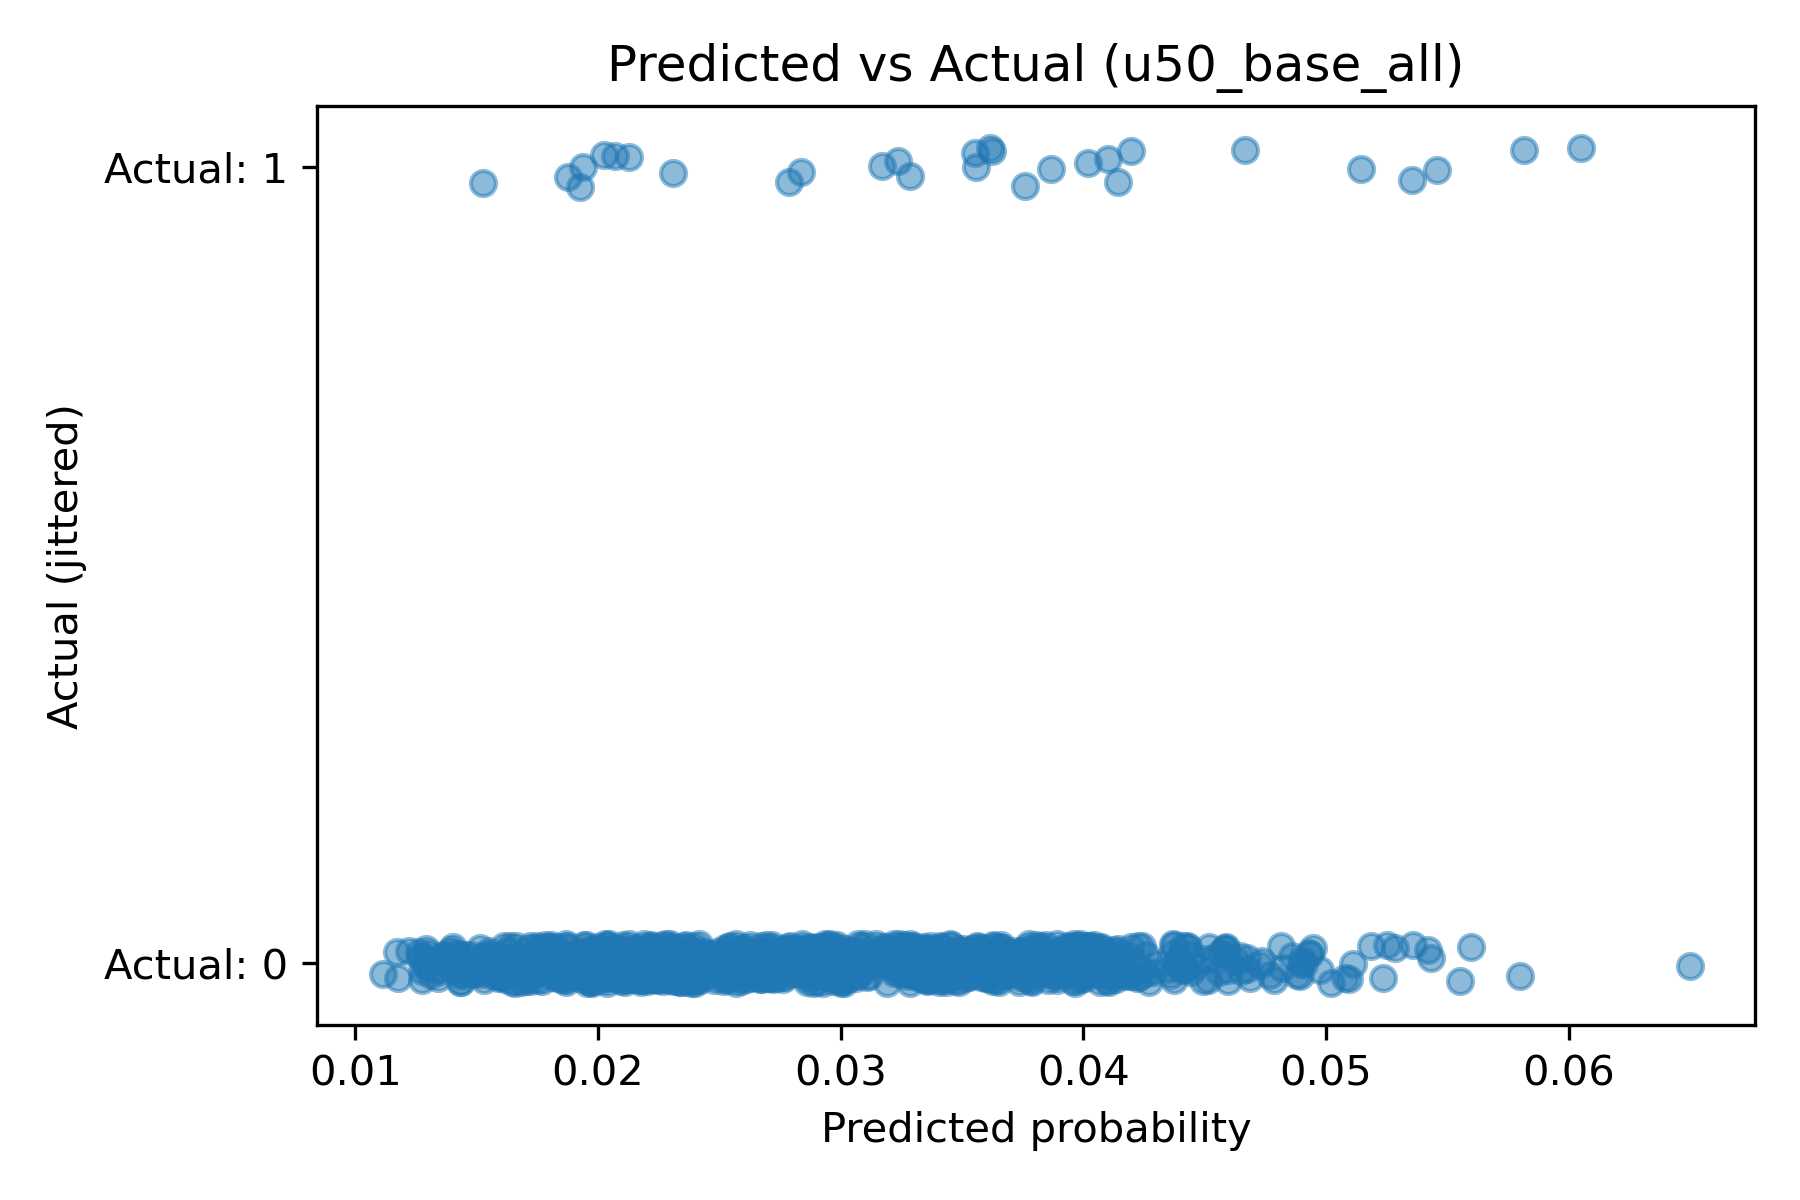 Predicted vs Actual (u50_base_all)
Actual: 1
Actual (jittered)
Actual: 0
0.01 0.02 0.03 0.04 0.05 0.06
Predicted probability